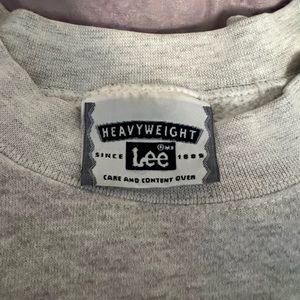 HEAVYWEIGHT
SINCE Lee® 1889
CARE AND CONTENT OVER